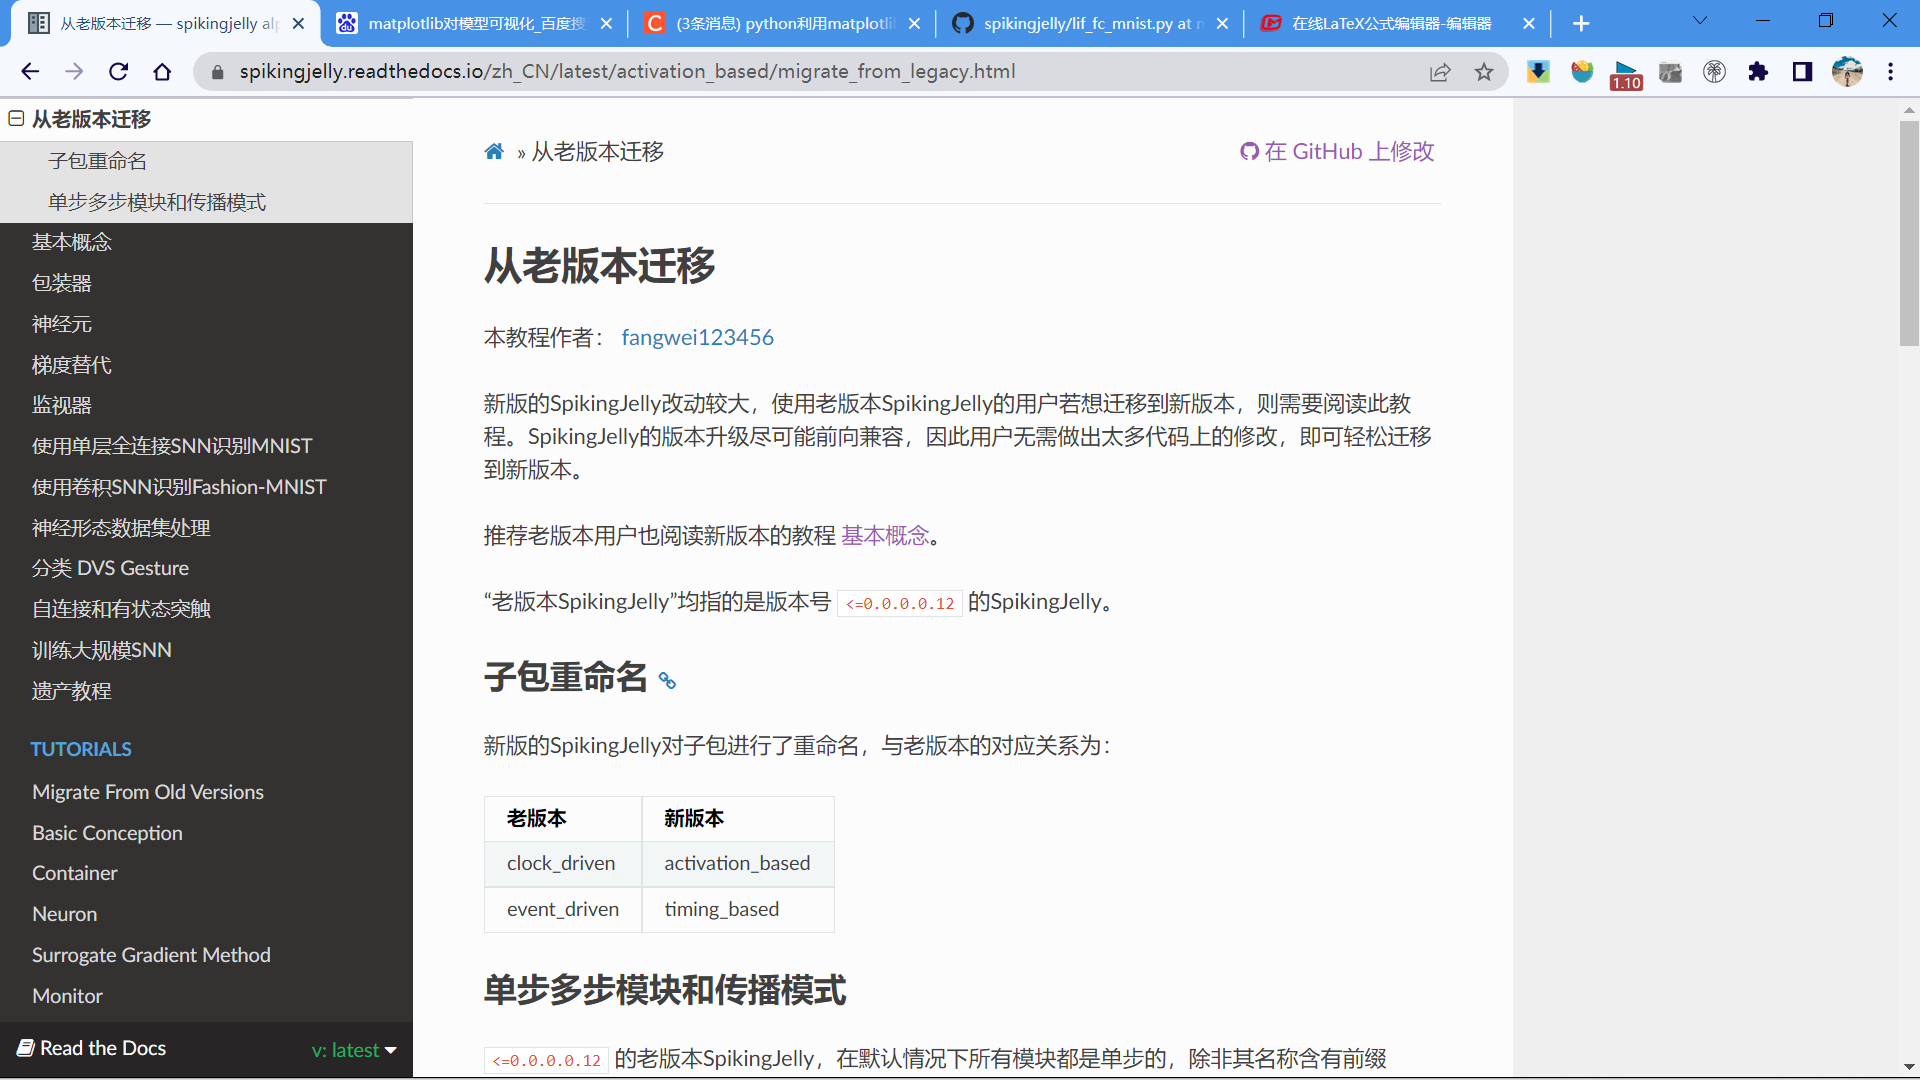 从老版本迁移 — spikingjelly alp
matplotlib对模型可视化_百度搜
(3条消息) python利用matplotli
spikingjelly/lif_fc_mnist.py at m
在线LaTeX公式编辑器-编辑器
spikingjelly.readthedocs.io/zh_CN/latest/activation_based/migrate_from_legacy.html
1.10
从老版本迁移
子包重命名
单步多步模块和传播模式
基本概念
包装器
神经元
梯度替代
监视器
使用单层全连接SNN识别MNIST
使用卷积SNN识别Fashion-MNIST
神经形态数据集处理
分类 DVS Gesture
自连接和有状态突触
训练大规模SNN
遗产教程
TUTORIALS
Migrate From Old Versions
Basic Conception
Container
Neuron
Surrogate Gradient Method
Monitor
Read the Docs
v: latest
» 从老版本迁移
在 GitHub 上修改
从老版本迁移
本教程作者： fangwei123456
新版的SpikingJelly改动较大，使用老版本SpikingJelly的用户若想迁移到新版本，则需要阅读此教
程。SpikingJelly的版本升级尽可能前向兼容，因此用户无需做出太多代码上的修改，即可轻松迁移
到新版本。
推荐老版本用户也阅读新版本的教程 基本概念。
“老版本SpikingJelly”均指的是版本号 <=0.0.0.0.12 的SpikingJelly。
子包重命名
新版的SpikingJelly对子包进行了重命名，与老版本的对应关系为：
老版本 新版本
clock_driven activation_based
event_driven timing_based
单步多步模块和传播模式
<=0.0.0.0.12 的老版本SpikingJelly，在默认情况下所有模块都是单步的，除非其名称含有前缀